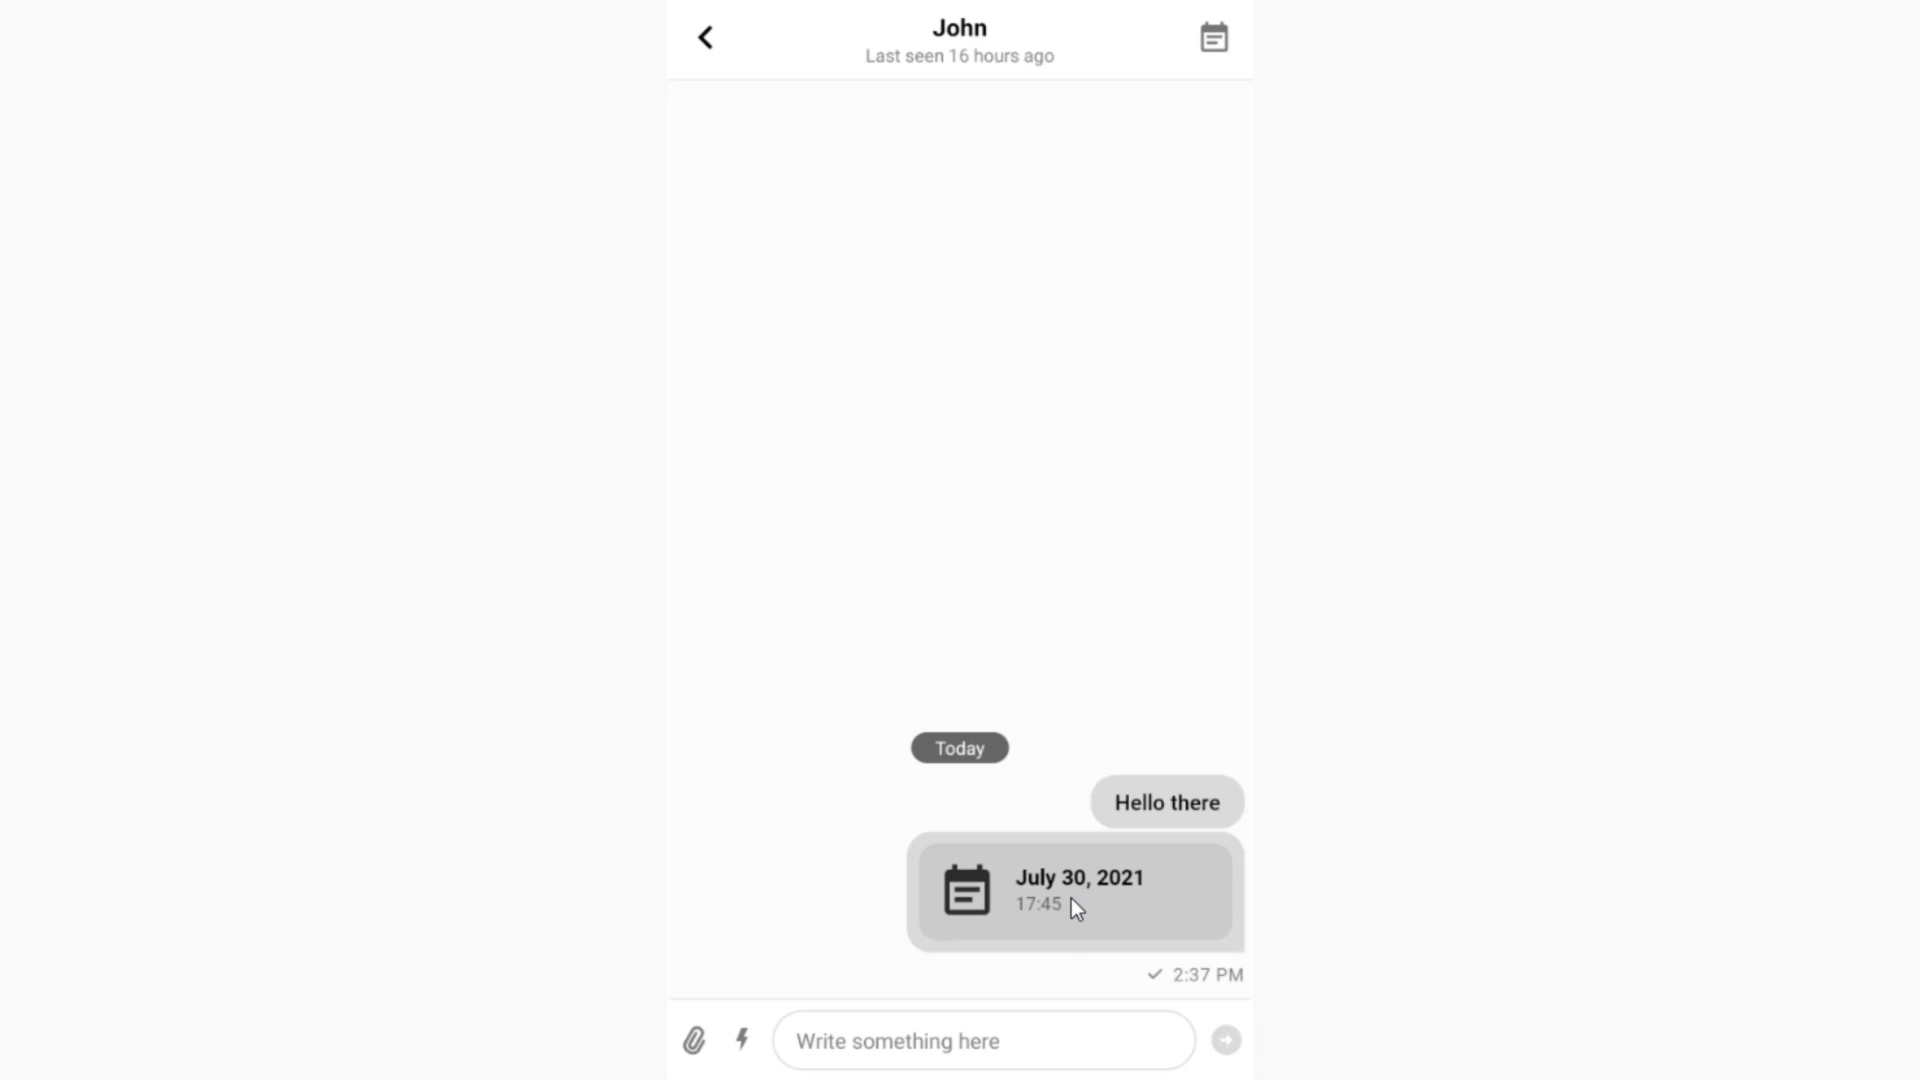 John
Last seen 16 hours ago
Today
Hello there
July 30, 2021
17:45
2:37 PM
Write something here